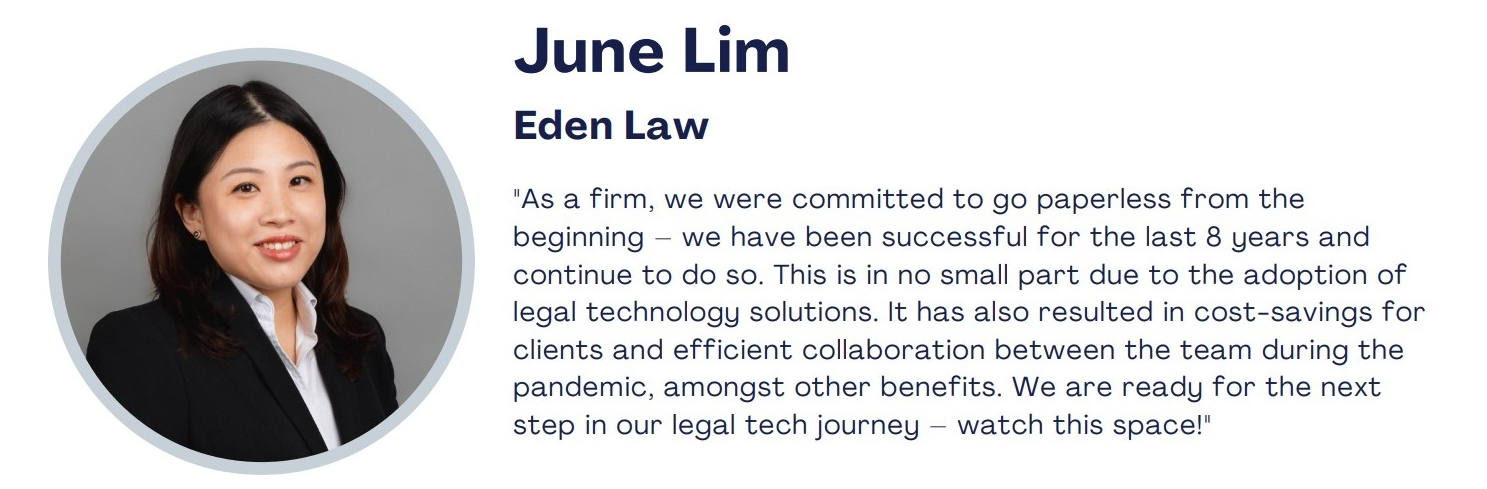 June Lim
Eden Law
"As a firm, we were committed to go paperless from the
beginning – we have been successful for the last 8 years and
continue to do so. This is in no small part due to the adoption of
legal technology solutions. It has also resulted in cost-savings for
clients and efficient collaboration between the team during the
pandemic, amongst other benefits. We are ready for the next
step in our legal tech journey – watch this space!"